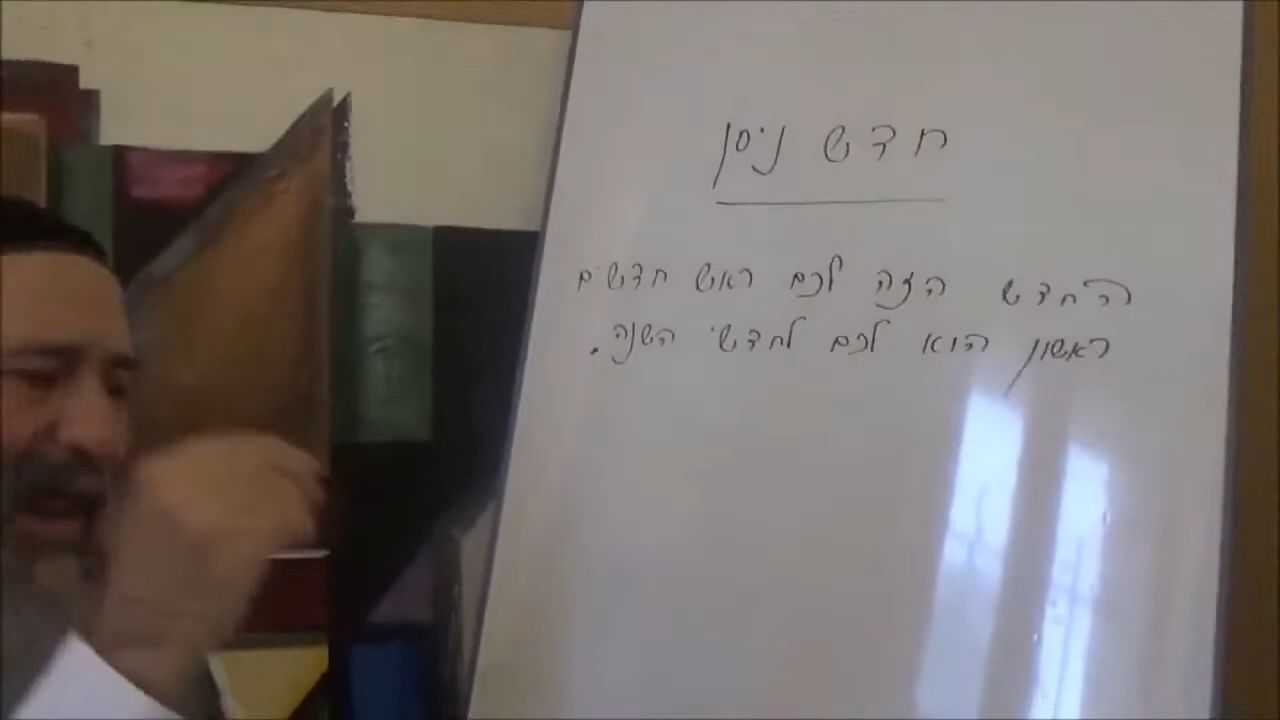 חדש ניסן
החדש הזה לכם ראש חדשים
ראשון הוא לכם לחדשי השנה.